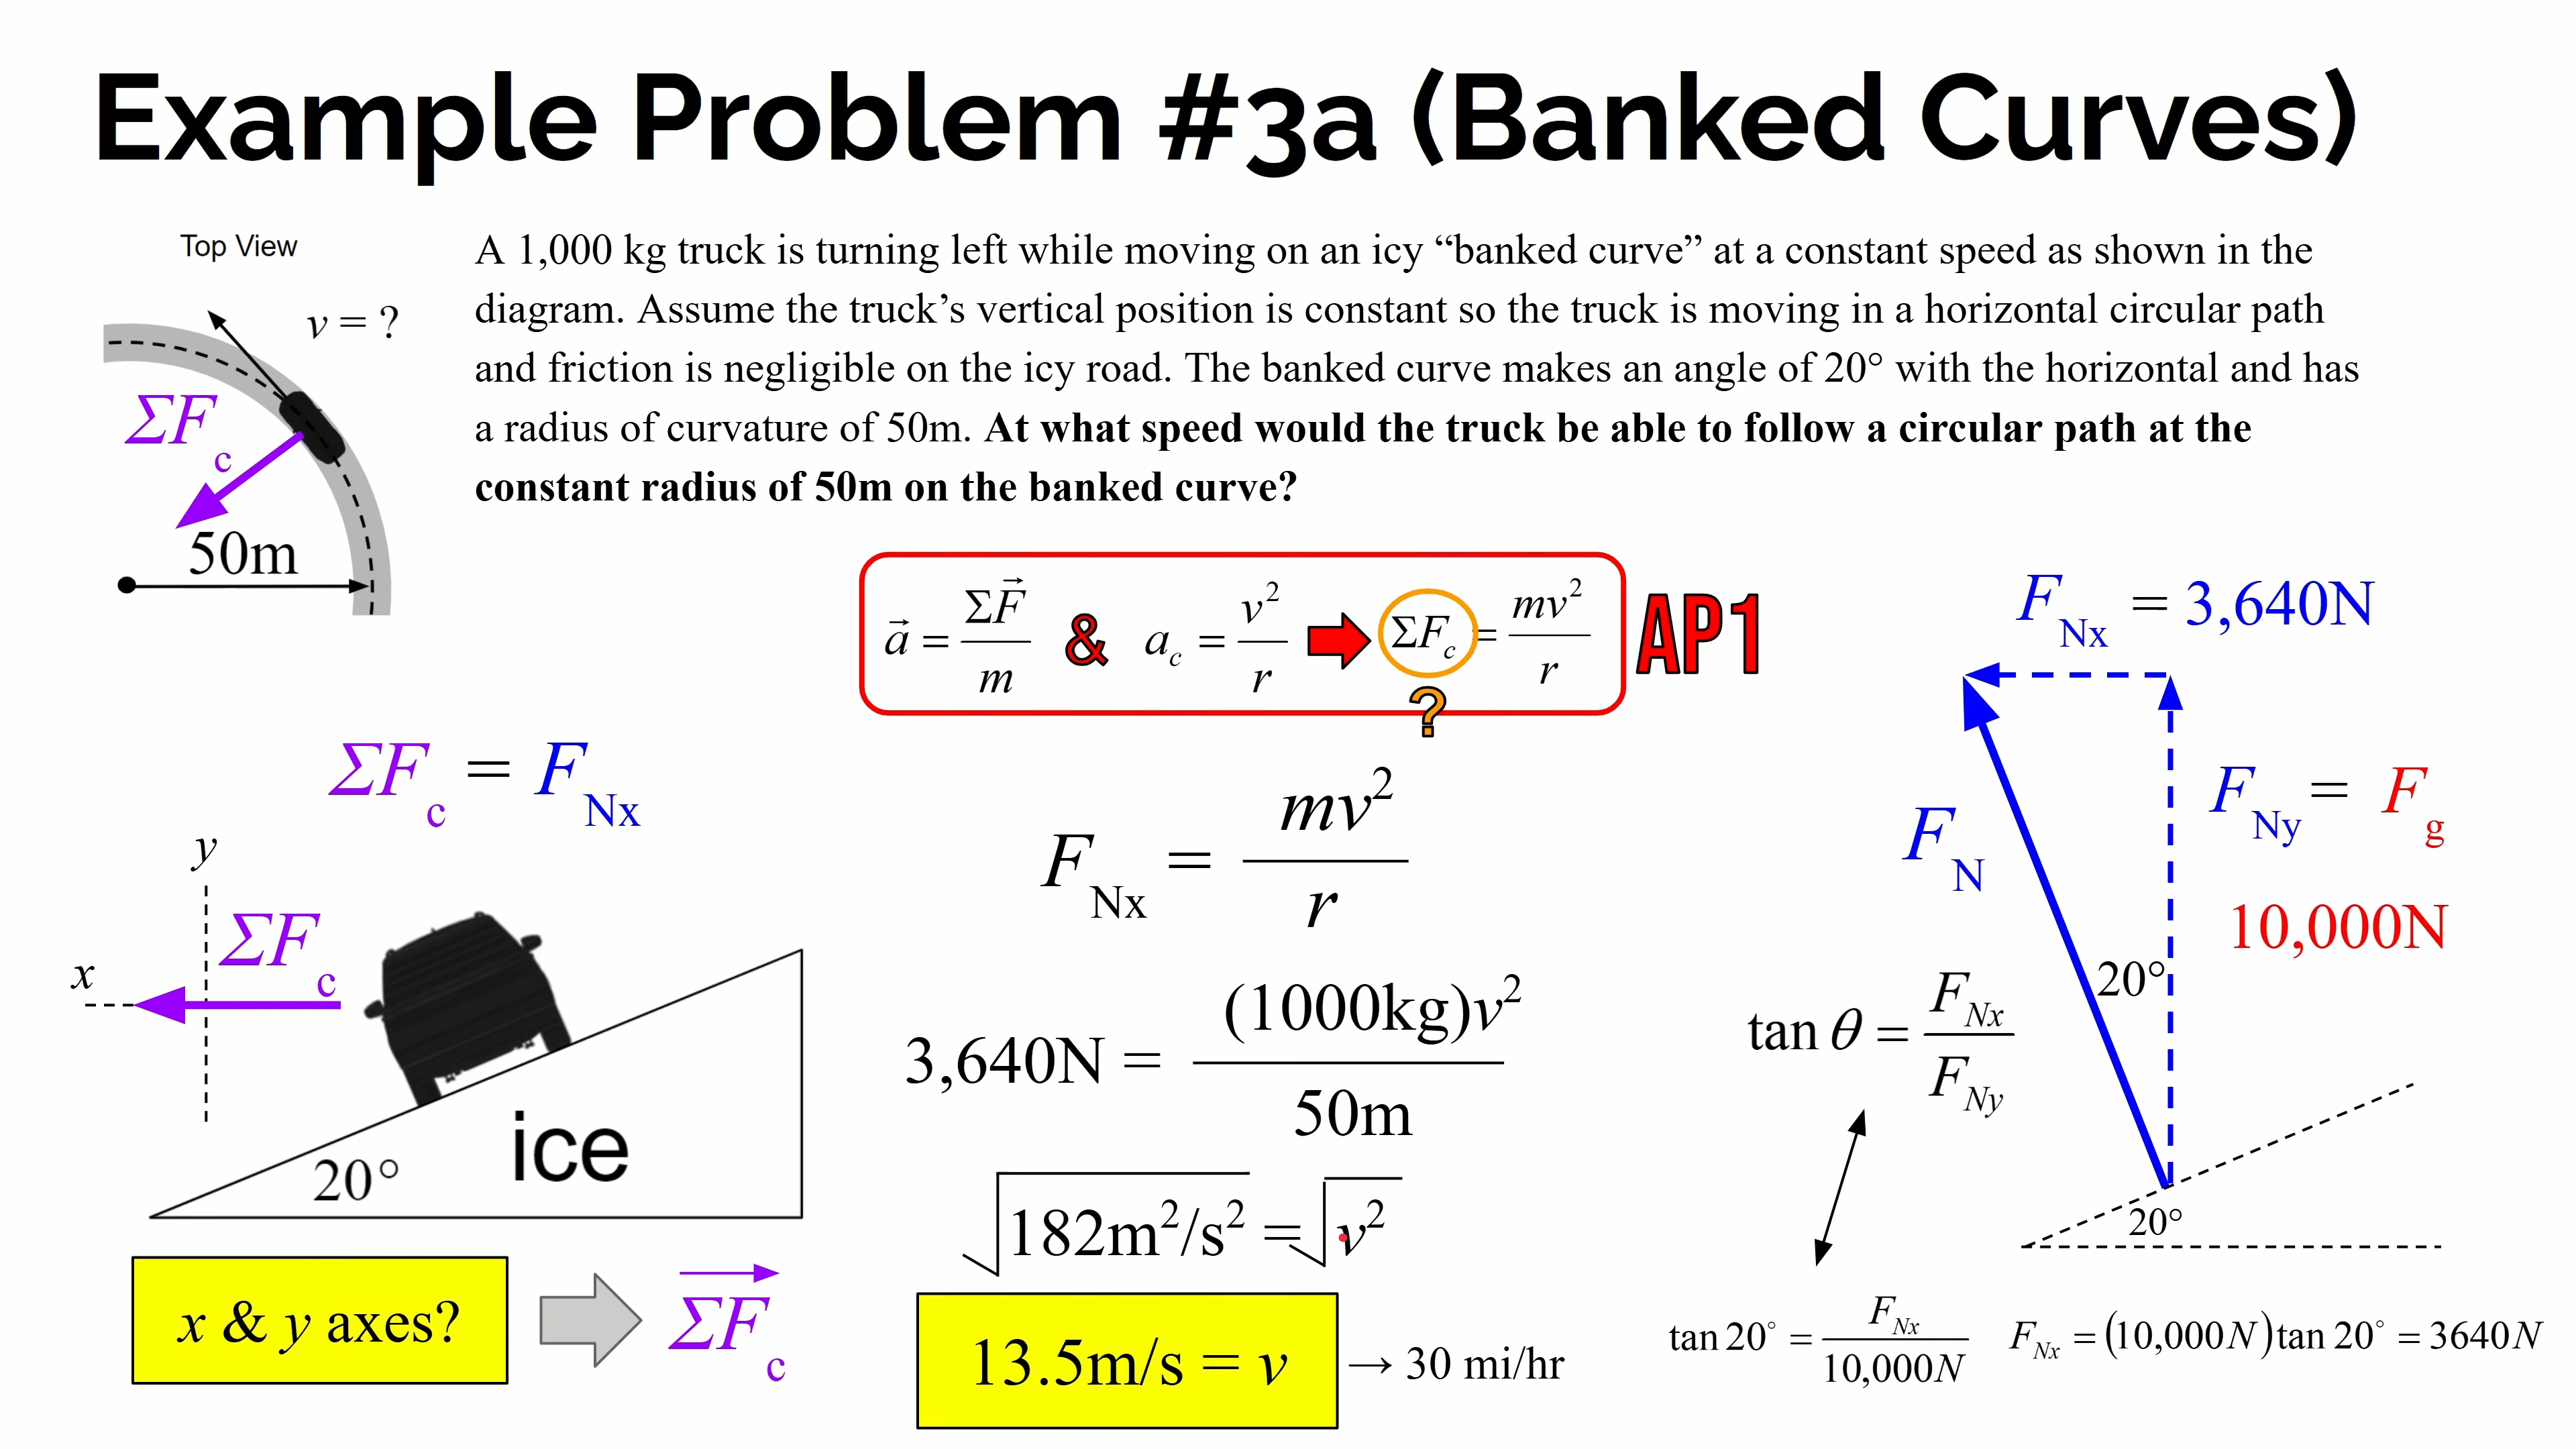 Example Problem #3a (Banked Curves)
Top View
v = ?
ΣF_c
50m
A 1,000 kg truck is turning left while moving on an icy “banked curve” at a constant speed as shown in the
diagram. Assume the truck’s vertical position is constant so the truck is moving in a horizontal circular path
and friction is negligible on the icy road. The banked curve makes an angle of 20° with the horizontal and has
a radius of curvature of 50m. At what speed would the truck be able to follow a circular path at the
constant radius of 50m on the banked curve?
a⃗ = ΣF⃗/m & a_c = v²/r ➡ ΣF_c = mv²/r AP1
?
ΣF_c = F_Nx
y
x
ΣF_c
20°
ice
x & y axes?
ΣF_c
F_Nx = mv²/r
3,640N = (1000kg)v²/50m
√182m²/s² = √v²
13.5m/s = v → 30 mi/hr
F_Nx = 3,640N
F_N
F_Ny = F_g
10,000N
20°
tan θ = F_Nx/F_Ny
20°
tan 20° = F_Nx/10,000N
F_Nx = (10,000N)tan 20° = 3640N